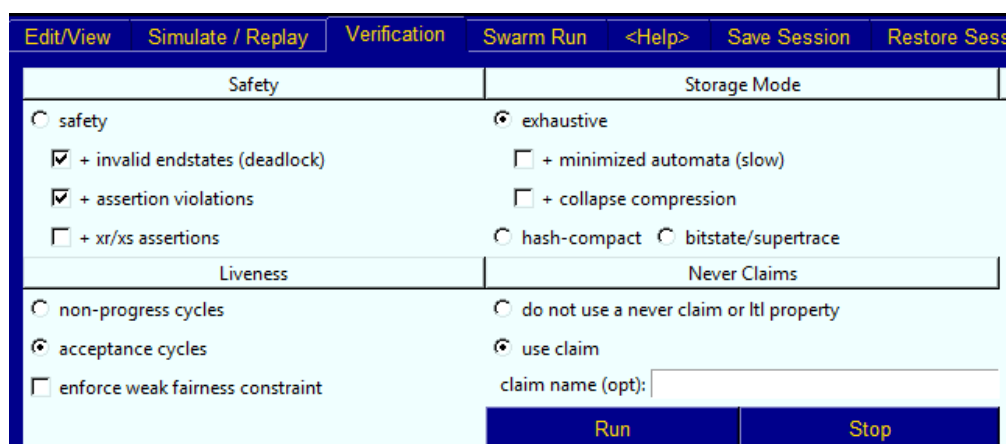 Edit/View Simulate / Replay Verification Swarm Run <Help> Save Session Restore Sess
Safety Storage Mode
safety exhaustive
+ invalid endstates (deadlock) + minimized automata (slow)
+ assertion violations + collapse compression
+ xr/xs assertions hash-compact bitstate/supertrace
Liveness Never Claims
non-progress cycles do not use a never claim or ltl property
acceptance cycles use claim
enforce weak fairness constraint claim name (opt):
Run Stop